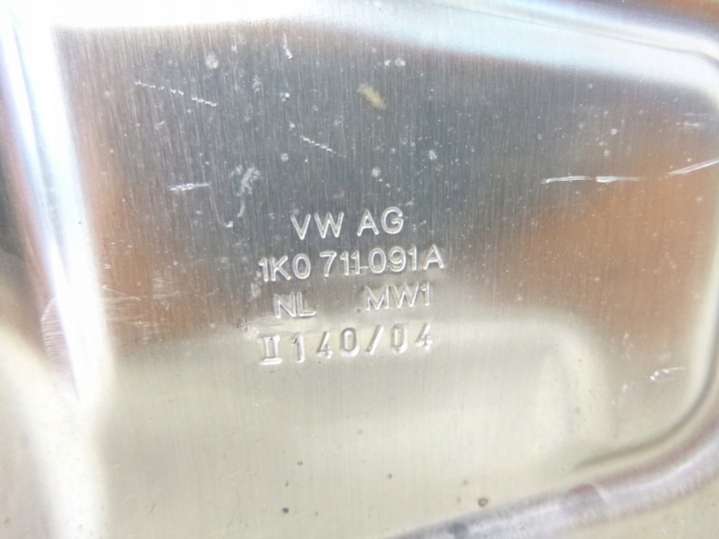 VW AG
1K0 711-091A
NL MW1
II 140/04